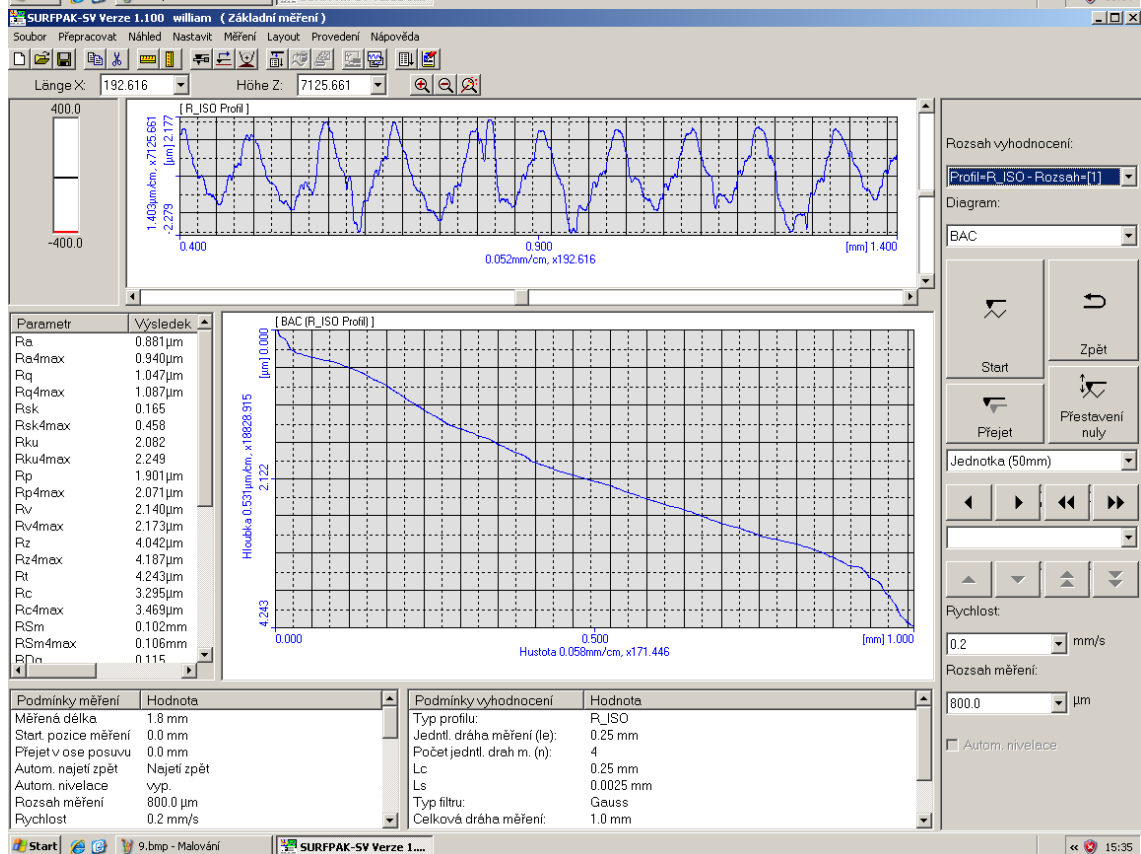 SURFPAK-SV Verze 1.100 william ( Základní měření )
Soubor Přepracovat Náhled Nastavit Měření Layout Provedení Nápověda
Länge X: 192.616 Höhe Z: 7125.661
400.0
-400.0
[ R_ISO Profil ]
1.403µm/cm, x7125.661
-2.279 [µm] 2.177
0.400 0.900 [mm] 1.400
0.052mm/cm, x192.616
Rozsah vyhodnocení:
Profil=R_ISO - Rozsah=[1]
Diagram:
BAC
Start
Zpět
Přejet
Přestavení
nuly
Jednotka (50mm)
Rychlost:
0.2 mm/s
Rozsah měření:
800.0 µm
Autom. nivelace
Parametr Výsledek
Ra 0.881µm
Ra4max 0.940µm
Rq 1.047µm
Rq4max 1.087µm
Rsk 0.165
Rsk4max 0.458
Rku 2.082
Rku4max 2.249
Rp 1.901µm
Rp4max 2.071µm
Rv 2.140µm
Rv4max 2.173µm
Rz 4.042µm
Rz4max 4.187µm
Rt 4.243µm
Rc 3.295µm
Rc4max 3.469µm
RSm 0.102mm
RSm4max 0.106mm
RDq 0.115
[ BAC (R_ISO Profil) ]
Hloubka 0.531µm/cm, x18828.915
4.243 2.122 [µm] 0.000
0.000 0.500 [mm] 1.000
Hustota 0.058mm/cm, x171.446
Podmínky měření Hodnota
Měřená délka 1.8 mm
Start. pozice měření 0.0 mm
Přejet v ose posuvu 0.0 mm
Autom. najetí zpět Najetí zpět
Autom. nivelace vyp.
Rozsah měření 800.0 µm
Rychlost 0.2 mm/s
Podmínky vyhodnocení Hodnota
Typ profilu: R_ISO
Jedntl. dráha měření (le): 0.25 mm
Počet jedntl. drah m. (n): 4
Lc 0.25 mm
Ls 0.0025 mm
Typ filtru: Gauss
Celková dráha měření: 1.0 mm
Start 9.bmp - Malování SURFPAK-SV Verze 1.... 15:35